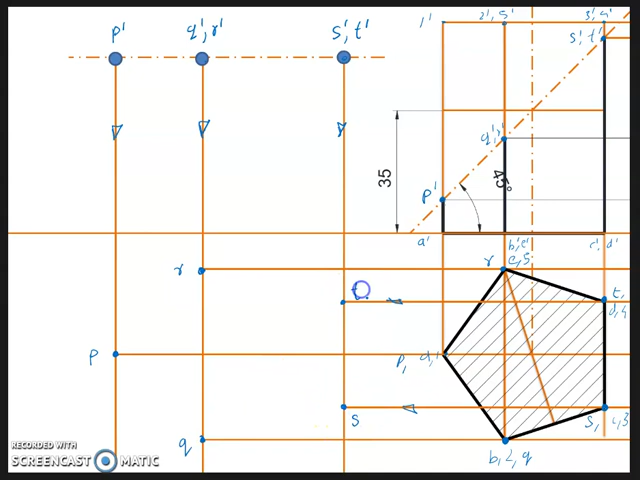 p' q', r' s', t' 1' 2', 5' 3', 4'
s', t'
q', r'
35 p' 45°
a' b', e' c', d'
r r e, 5
t t,
d, 4
p p, a, 1
s s, c, 3
q b, 2, q
RECORDED WITH
SCREENCAST MATIC